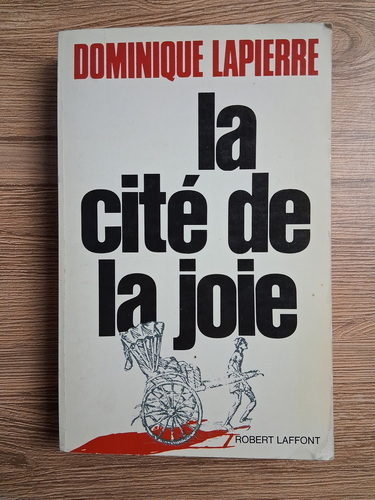 DOMINIQUE LAPIERRE
la
cité de
la joie
ROBERT LAFFONT